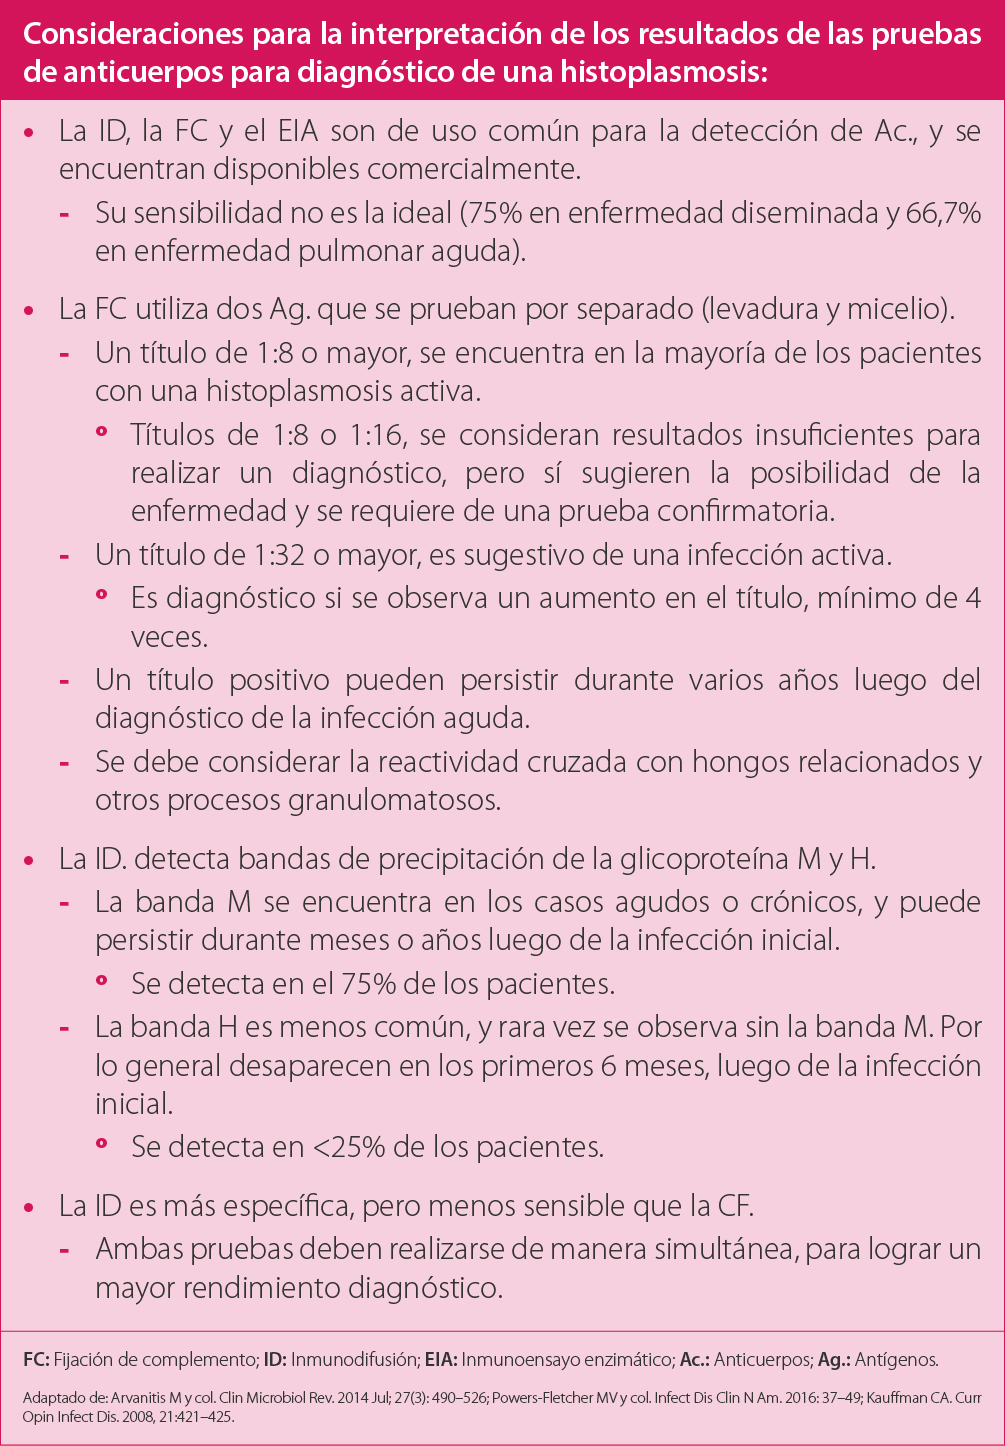 Consideraciones para la interpretación de los resultados de las pruebas
de anticuerpos para diagnóstico de una histoplasmosis:
• La ID, la FC y el EIA son de uso común para la detección de Ac., y se
encuentran disponibles comercialmente.
- Su sensibilidad no es la ideal (75% en enfermedad diseminada y 66,7%
en enfermedad pulmonar aguda).
• La FC utiliza dos Ag. que se prueban por separado (levadura y micelio).
- Un título de 1:8 o mayor, se encuentra en la mayoría de los pacientes
con una histoplasmosis activa.
° Títulos de 1:8 o 1:16, se consideran resultados insuficientes para
realizar un diagnóstico, pero sí sugieren la posibilidad de la
enfermedad y se requiere de una prueba confirmatoria.
- Un título de 1:32 o mayor, es sugestivo de una infección activa.
° Es diagnóstico si se observa un aumento en el título, mínimo de 4
veces.
- Un título positivo pueden persistir durante varios años luego del
diagnóstico de la infección aguda.
- Se debe considerar la reactividad cruzada con hongos relacionados y
otros procesos granulomatosos.
• La ID. detecta bandas de precipitación de la glicoproteína M y H.
- La banda M se encuentra en los casos agudos o crónicos, y puede
persistir durante meses o años luego de la infección inicial.
° Se detecta en el 75% de los pacientes.
- La banda H es menos común, y rara vez se observa sin la banda M. Por
lo general desaparecen en los primeros 6 meses, luego de la infección
inicial.
° Se detecta en <25% de los pacientes.
• La ID es más específica, pero menos sensible que la CF.
- Ambas pruebas deben realizarse de manera simultánea, para lograr un
mayor rendimiento diagnóstico.
FC: Fijación de complemento; ID: Inmunodifusión; EIA: Inmunoensayo enzimático; Ac.: Anticuerpos; Ag.: Antígenos.
Adaptado de: Arvanitis M y col. Clin Microbiol Rev. 2014 Jul; 27(3): 490–526; Powers-Fletcher MV y col. Infect Dis Clin N Am. 2016: 37–49; Kauffman CA. Curr
Opin Infect Dis. 2008, 21:421–425.